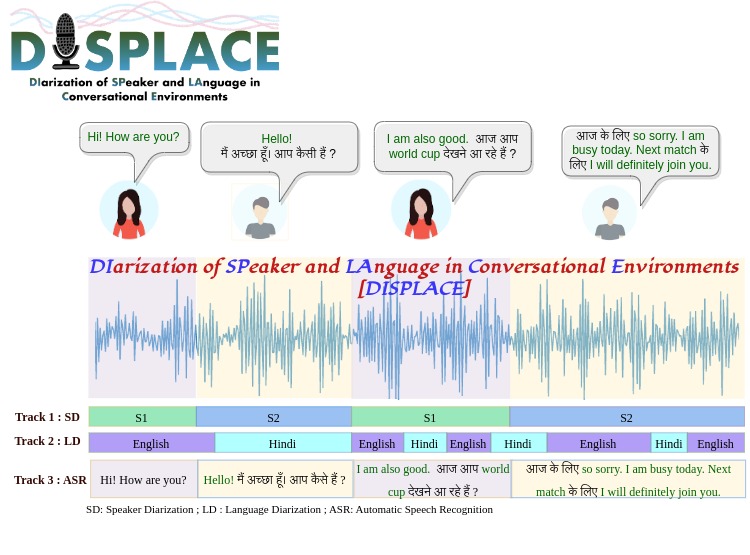 DISPLACE
DIarization of SPeaker and LAnguage in
Conversational Environments
Hi! How are you?
Hello!
मैं अच्छा हूँ। आप कैसी हैं ?
I am also good. आज आप
world cup देखने आ रहे हैं ?
आज के लिए so sorry. I am
busy today. Next match के
लिए I will definitely join you.
DIarization of SPeaker and LAnguage in Conversational Environments
[DISPLACE]
Track 1 : SD S1 S2 S1 S2
Track 2 : LD English Hindi English Hindi English Hindi English Hindi English
Track 3 : ASR Hi! How are you? Hello! मैं अच्छा हूँ। आप कैसे हैं ?
I am also good. आज आप world
cup देखने आ रहे हैं ?
आज के लिए so sorry. I am busy today. Next
match के लिए I will definitely join you.
SD: Speaker Diarization ; LD : Language Diarization ; ASR: Automatic Speech Recognition